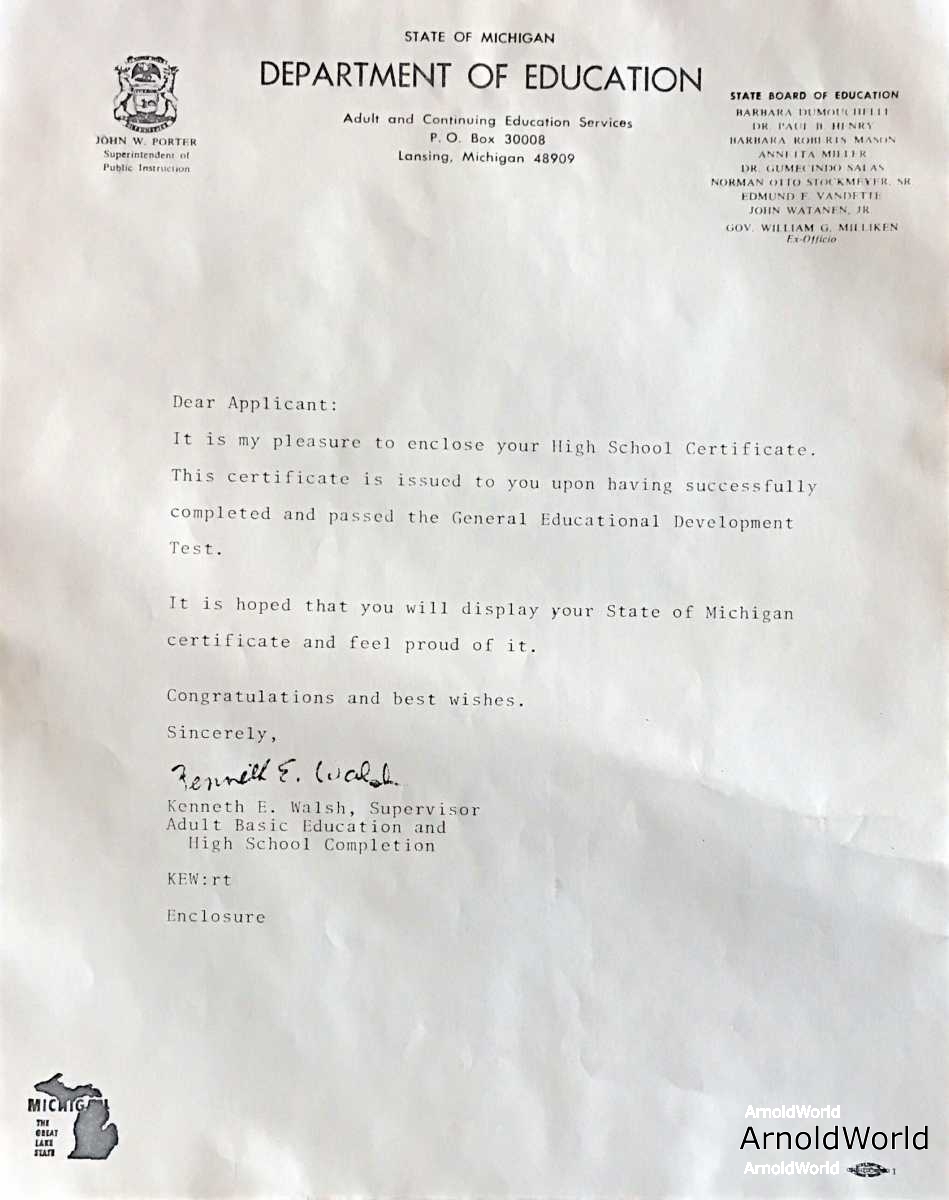 STATE OF MICHIGAN
DEPARTMENT OF EDUCATION
Adult and Continuing Education Services
P. O. Box 30008
Lansing, Michigan 48909
JOHN W. PORTER
Superintendent of
Public Instruction
STATE BOARD OF EDUCATION
BARBARA DUMOUCHELLE
DR. PAUL B. HENRY
BARBARA ROBERTS MASON
ANNETTA MILLER
DR. GUMECINDO SALAS
NORMAN OTTO STOCKMEYER, SR
EDMUND F. VANDETTE
JOHN WATANEN, JR
GOV. WILLIAM G. MILLIKEN
Ex-Officio
Dear Applicant:
It is my pleasure to enclose your High School Certificate.
This certificate is issued to you upon having successfully
completed and passed the General Educational Development
Test.
It is hoped that you will display your State of Michigan
certificate and feel proud of it.
Congratulations and best wishes.
Sincerely,
Kenneth E. Walsh
Kenneth E. Walsh, Supervisor
Adult Basic Education and
High School Completion
KEW:rt
Enclosure
MICHIGAN
THE
GREAT
LAKE
STATE
ArnoldWorld
ArnoldWorld
ArnoldWorld
1